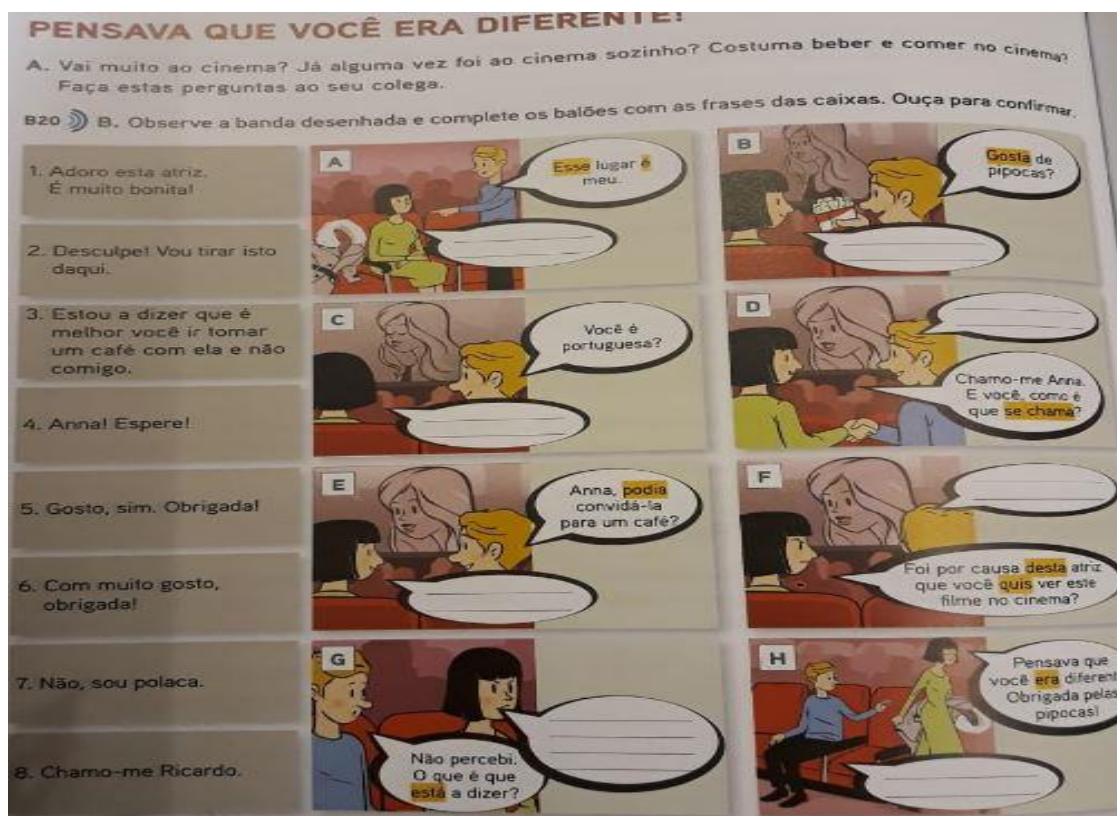 PENSAVA QUE VOCÊ ERA DIFERENTE!
A. Vai muito ao cinema? Já alguma vez foi ao cinema sozinho? Costuma beber e comer no cinema?
Faça estas perguntas ao seu colega.
B20 B. Observe a banda desenhada e complete os balões com as frases das caixas. Ouça para confirmar.
1. Adoro esta atriz.
É muito bonita!
2. Desculpe! Vou tirar isto
daqui.
3. Estou a dizer que é
melhor você ir tomar
um café com ela e não
comigo.
4. Anna! Espere!
5. Gosto, sim. Obrigada!
6. Com muito gosto,
obrigada!
7. Não, sou polaca.
8. Chamo-me Ricardo.
A
Esse lugar é
meu.
B
Gosta de
pipocas?
C
Você é
portuguesa?
D
Chamo-me Anna.
E você, como é
que se chama?
E
Anna, podia
convidá-la
para um café?
F
Foi por causa desta atriz
que você quis ver este
filme no cinema?
G
Não percebi.
O que é que
está a dizer?
H
Pensava que
você era diferent
Obrigada pelas
pipocas!